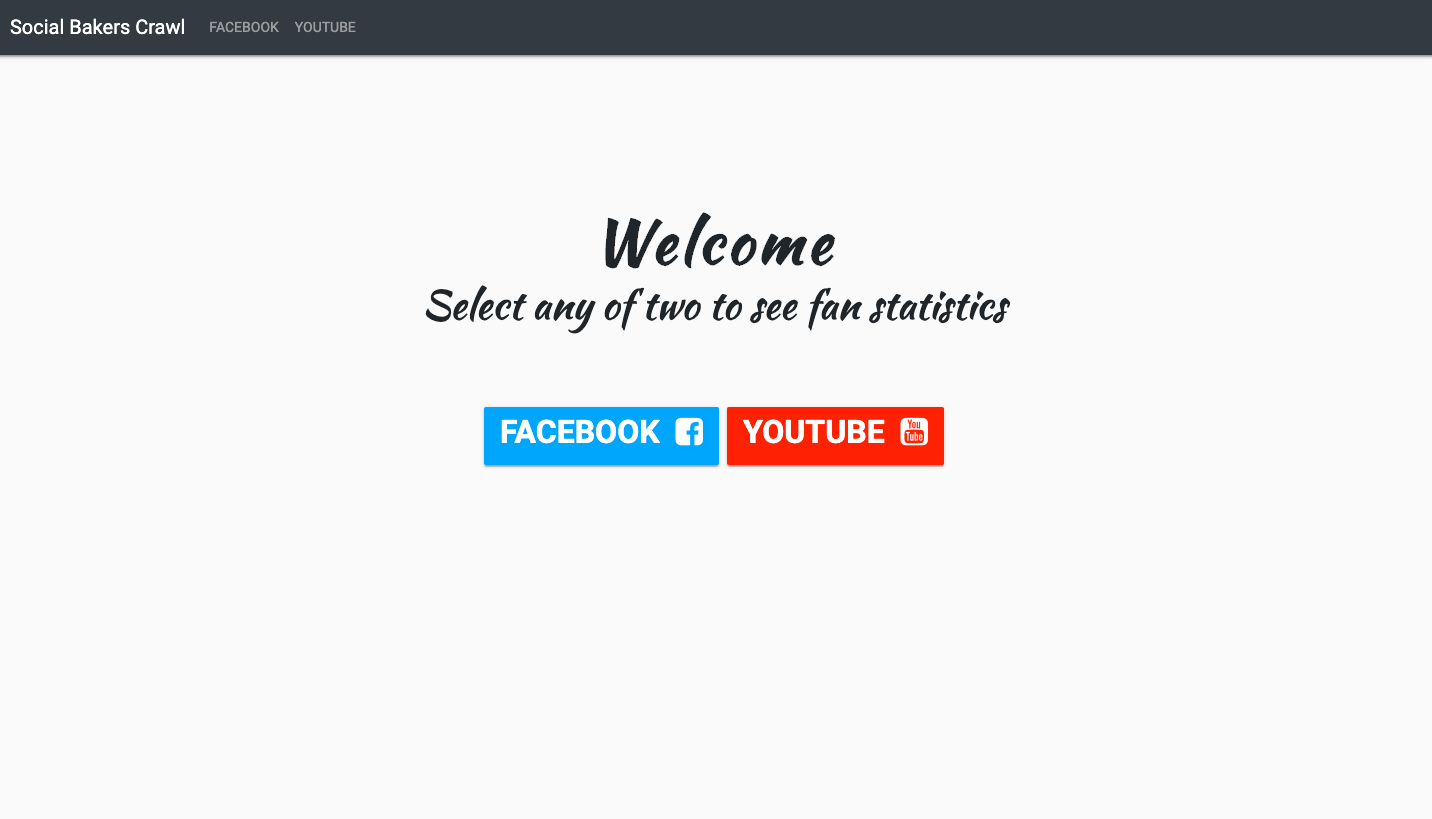 Social Bakers Crawl FACEBOOK YOUTUBE
Welcome
Select any of two to see fan statistics
FACEBOOK YOUTUBE You Tube